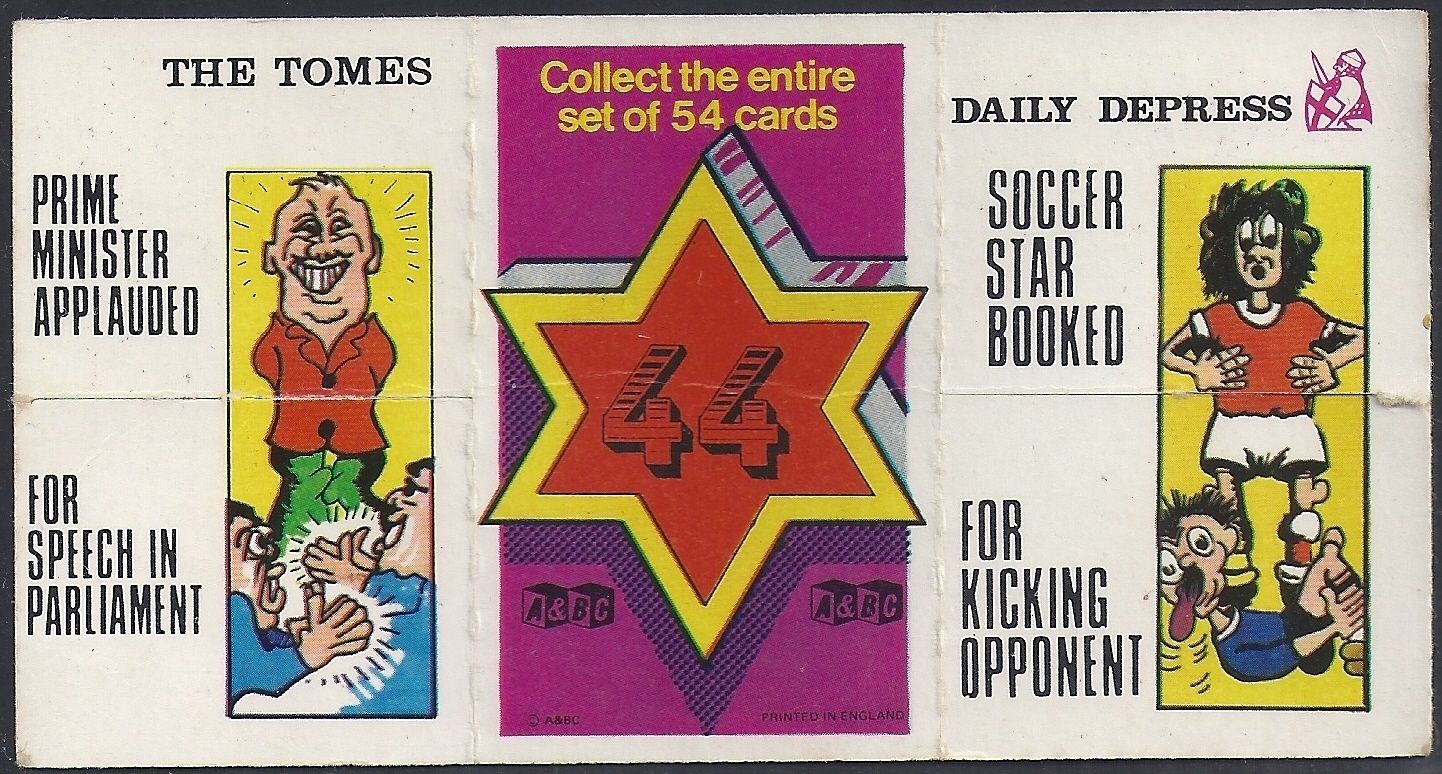 THE TOMES
PRIME
MINISTER
APPLAUDED
FOR
SPEECH IN
PARLIAMENT
Collect the entire
set of 54 cards
44
A&BC
A&BC
© A&BC
PRINTED IN ENGLAND
DAILY DEPRESS
SOCCER
STAR
BOOKED
FOR
KICKING
OPPONENT